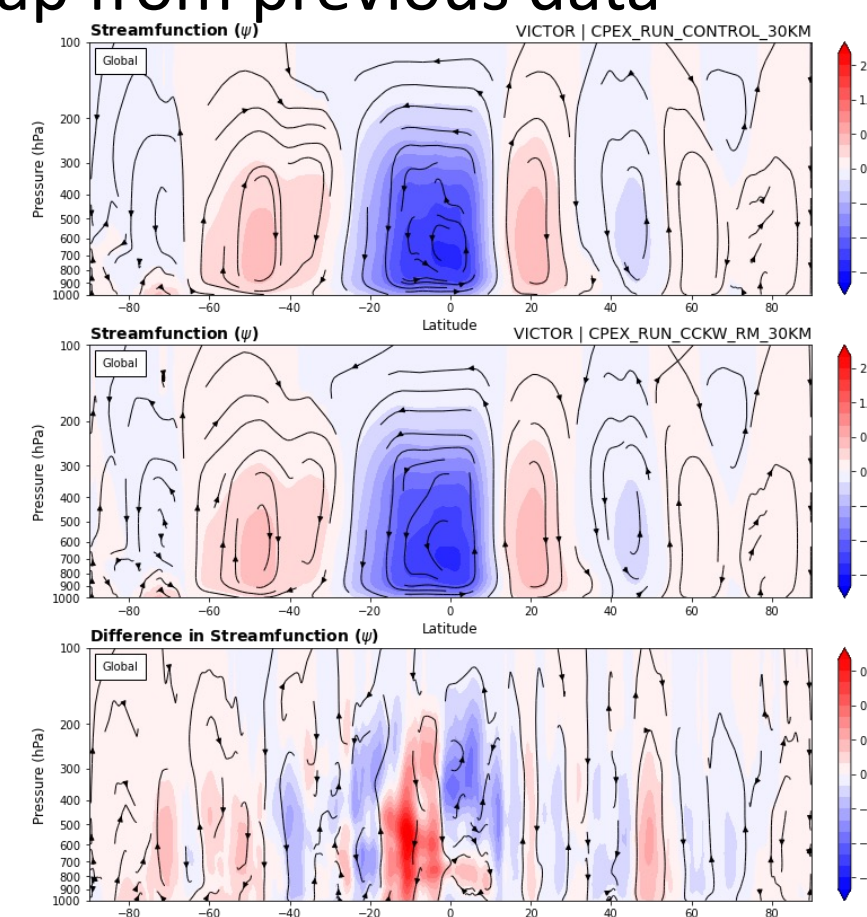 ap from previous data
Streamfunction (ψ) VICTOR | CPEX_RUN_CONTROL_30KM
Global
100
200
300
400
500
600
700
800
900
1000
Pressure (hPa)
−80 −60 −40 −20 0 20 40 60 80
Latitude
Streamfunction (ψ) VICTOR | CPEX_RUN_CCKW_RM_30KM
Global
100
200
300
400
500
600
700
800
900
1000
Pressure (hPa)
−80 −60 −40 −20 0 20 40 60 80
Latitude
Difference in Streamfunction (ψ)
Global
100
200
300
400
500
600
700
800
900
1000
Pressure (hPa)
−80 −60 −40 −20 0 20 40 60 80